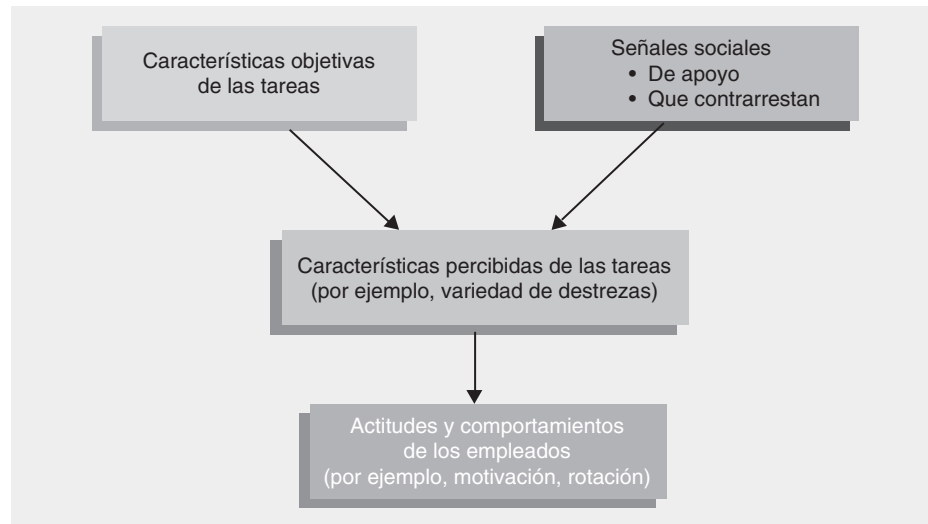 Características objetivas
de las tareas
Señales sociales
• De apoyo
• Que contrarrestan
Características percibidas de las tareas
(por ejemplo, variedad de destrezas)
Actitudes y comportamientos
de los empleados
(por ejemplo, motivación, rotación)